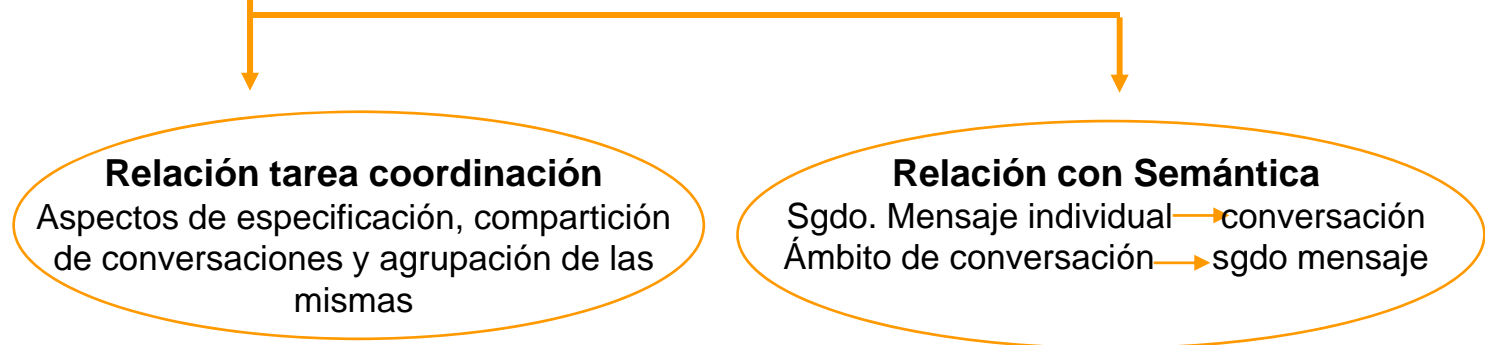 Relación tarea coordinación
Aspectos de especificación, compartición
de conversaciones y agrupación de las
mismas
Relación con Semántica
Sgdo. Mensaje individual conversación
Ámbito de conversación sgdo mensaje